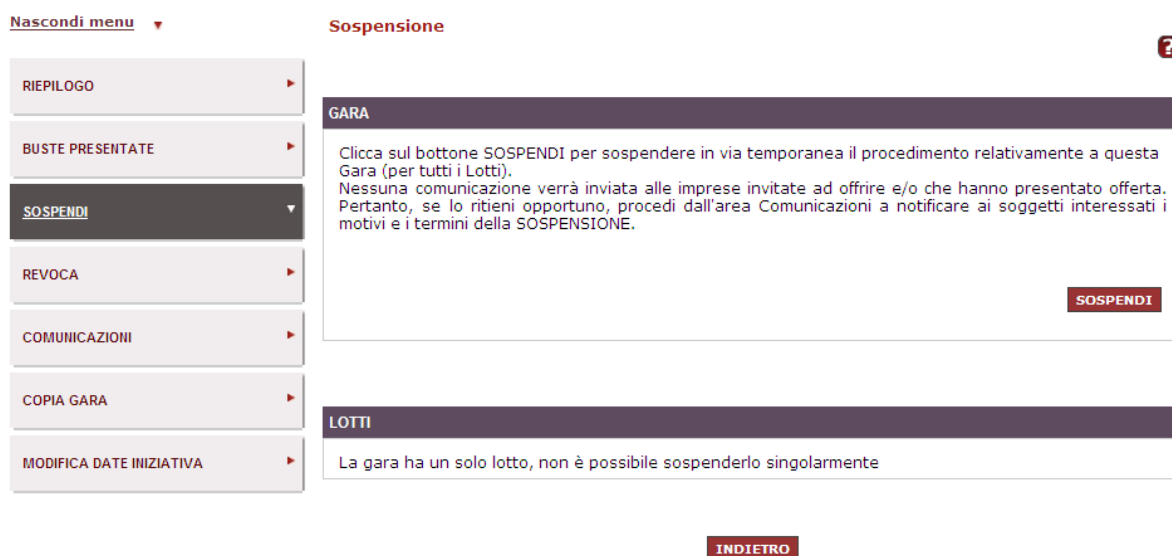 Nascondi menu
Sospensione
?
RIEPILOGO
BUSTE PRESENTATE
SOSPENDI
REVOCA
COMUNICAZIONI
COPIA GARA
MODIFICA DATE INIZIATIVA
GARA
Clicca sul bottone SOSPENDI per sospendere in via temporanea il procedimento relativamente a questa
Gara (per tutti i Lotti).
Nessuna comunicazione verrà inviata alle imprese invitate ad offrire e/o che hanno presentato offerta.
Pertanto, se lo ritieni opportuno, procedi dall'area Comunicazioni a notificare ai soggetti interessati i
motivi e i termini della SOSPENSIONE.
SOSPENDI
LOTTI
La gara ha un solo lotto, non è possibile sospenderlo singolarmente
INDIETRO